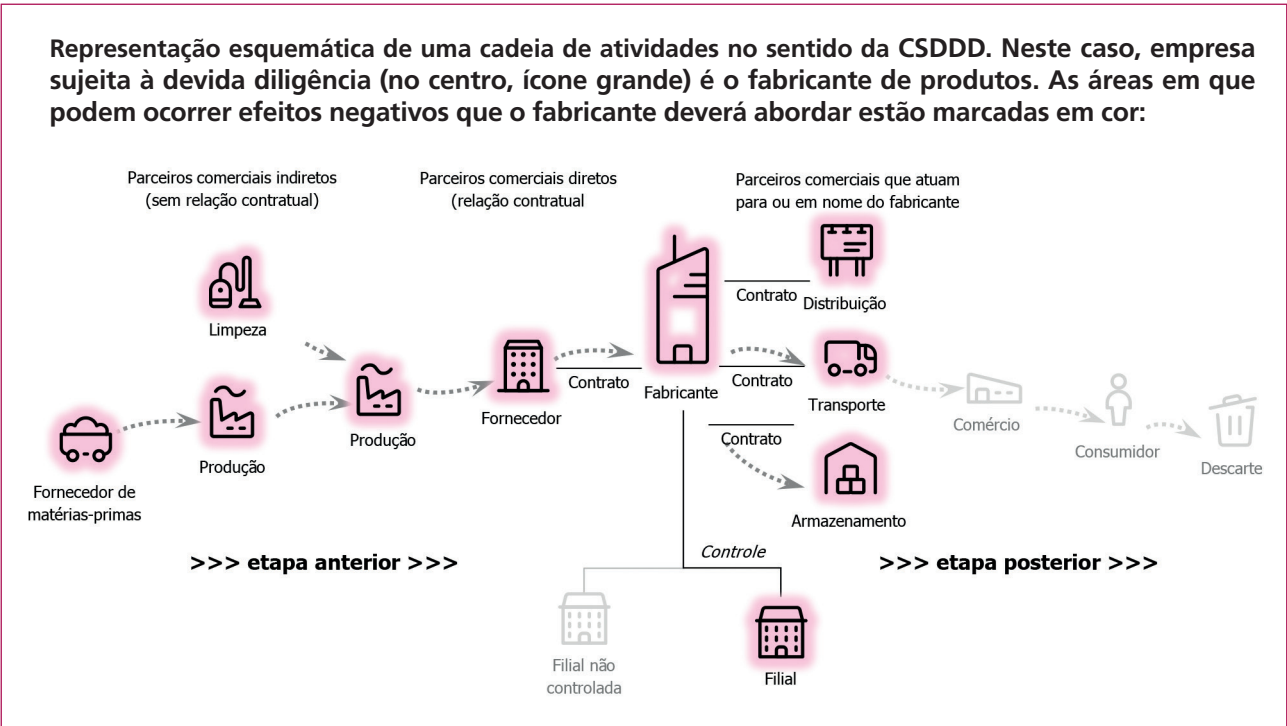 Representação esquemática de uma cadeia de atividades no sentido da CSDDD. Neste caso, empresa
sujeita à devida diligência (no centro, ícone grande) é o fabricante de produtos. As áreas em que
podem ocorrer efeitos negativos que o fabricante deverá abordar estão marcadas em cor:
Parceiros comerciais indiretos
(sem relação contratual)
Parceiros comerciais diretos
(relação contratual
Parceiros comerciais que atuam
para ou em nome do fabricante
Limpeza
Contrato
Distribuição
Fornecedor de
matérias-primas
Produção
Produção
Fornecedor
Contrato
Fabricante
Contrato
Transporte
Comércio
Consumidor
Descarte
Contrato
Armazenamento
>>> etapa anterior >>>
Controle
>>> etapa posterior >>>
Filial não
controlada
Filial